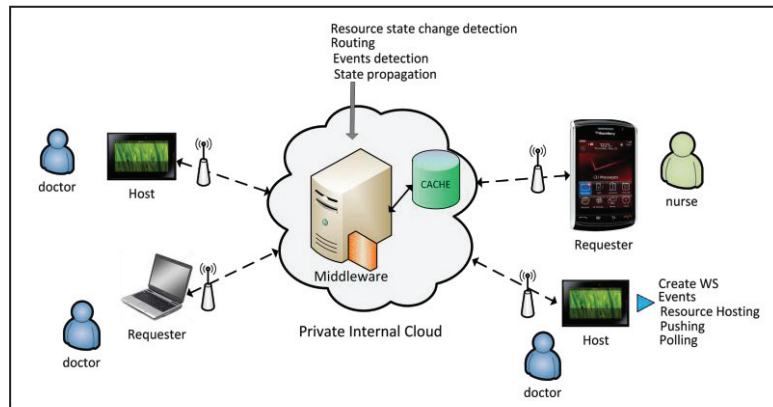 Resource state change detection
Routing
Events detection
State propagation
doctor
Host
CACHE
Middleware
Requester
nurse
Requester
doctor
Private Internal Cloud
Host
Create WS
Events
Resource Hosting
Pushing
Polling
doctor